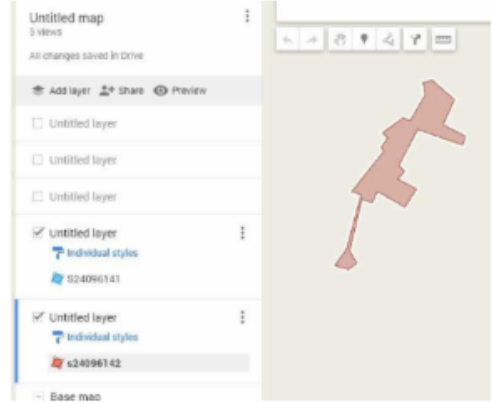 Untitled map
5 views
All changes saved in Drive
Add layer Share Preview
Untitled layer
Untitled layer
Untitled layer
Untitled layer
Individual styles
S24096141
Untitled layer
Individual styles
s24096142
Base map